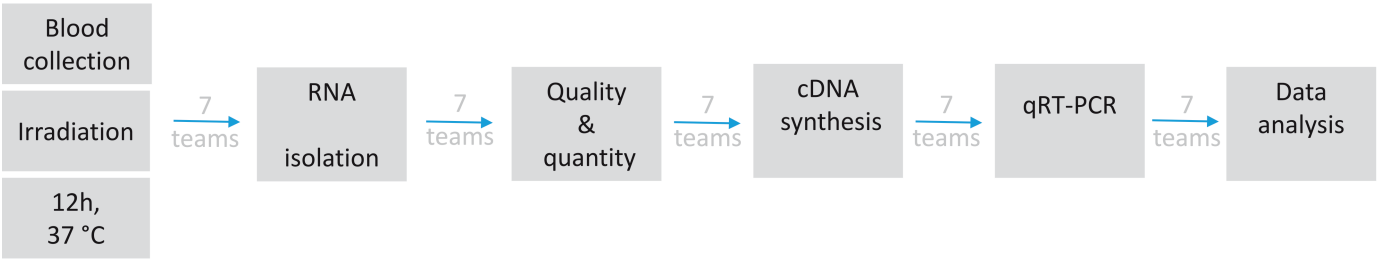 Blood
collection
Irradiation
12h,
37 °C
7
teams
RNA
isolation
7
teams
Quality
&
quantity
7
teams
cDNA
synthesis
7
teams
qRT-PCR
7
teams
Data
analysis